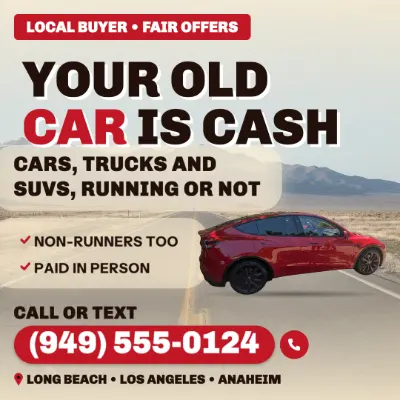 LOCAL BUYER • FAIR OFFERS
YOUR OLD
CAR IS CASH
CARS, TRUCKS AND
SUVS, RUNNING OR NOT
NON-RUNNERS TOO
PAID IN PERSON
CALL OR TEXT
(949) 555-0124
LONG BEACH • LOS ANGELES • ANAHEIM